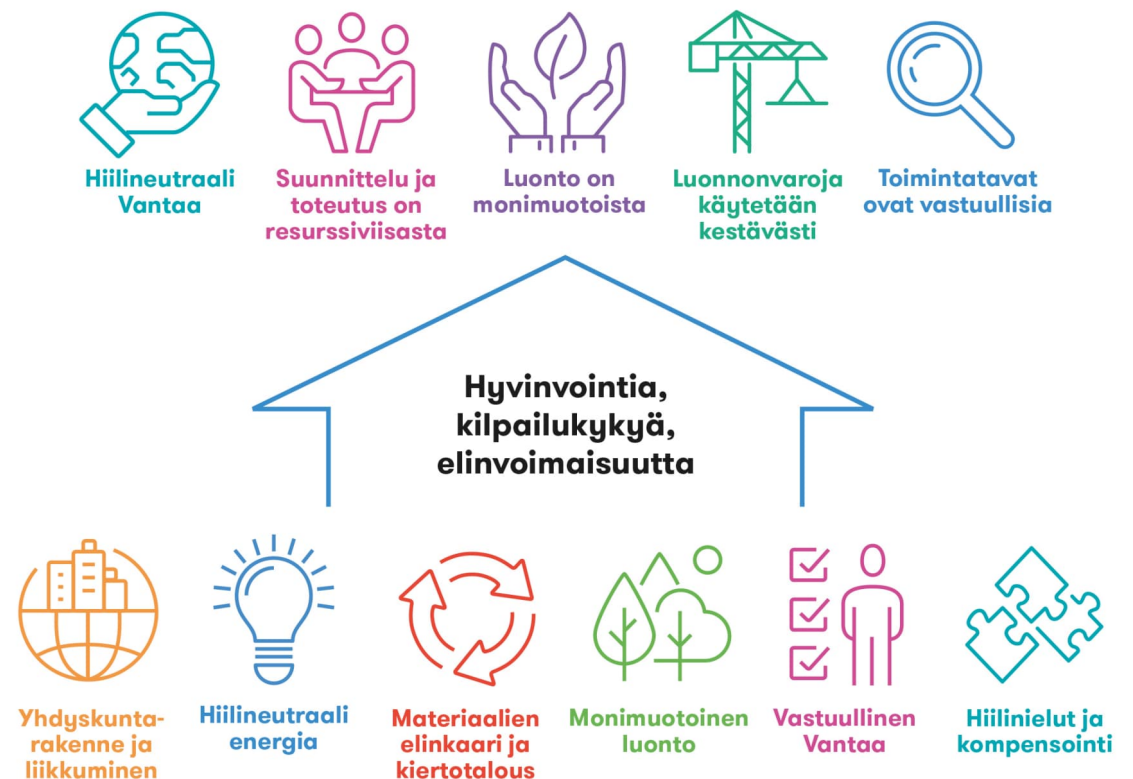 Hiilineutraali
Vantaa
Suunnittelu ja
toteutus on
resurssiviisasta
Luonto on
monimuotoista
Luonnonvaroja
käytetään
kestävästi
Toimintatavat
ovat vastuullisia
Hyvinvointia,
kilpailukykyä,
elinvoimaisuutta
Yhdyskunta-
rakenne ja
liikkuminen
Hiilineutraali
energia
Materiaalien
elinkaari ja
kiertotalous
Monimuotoinen
luonto
Vastuullinen
Vantaa
Hiilinielut ja
kompensointi